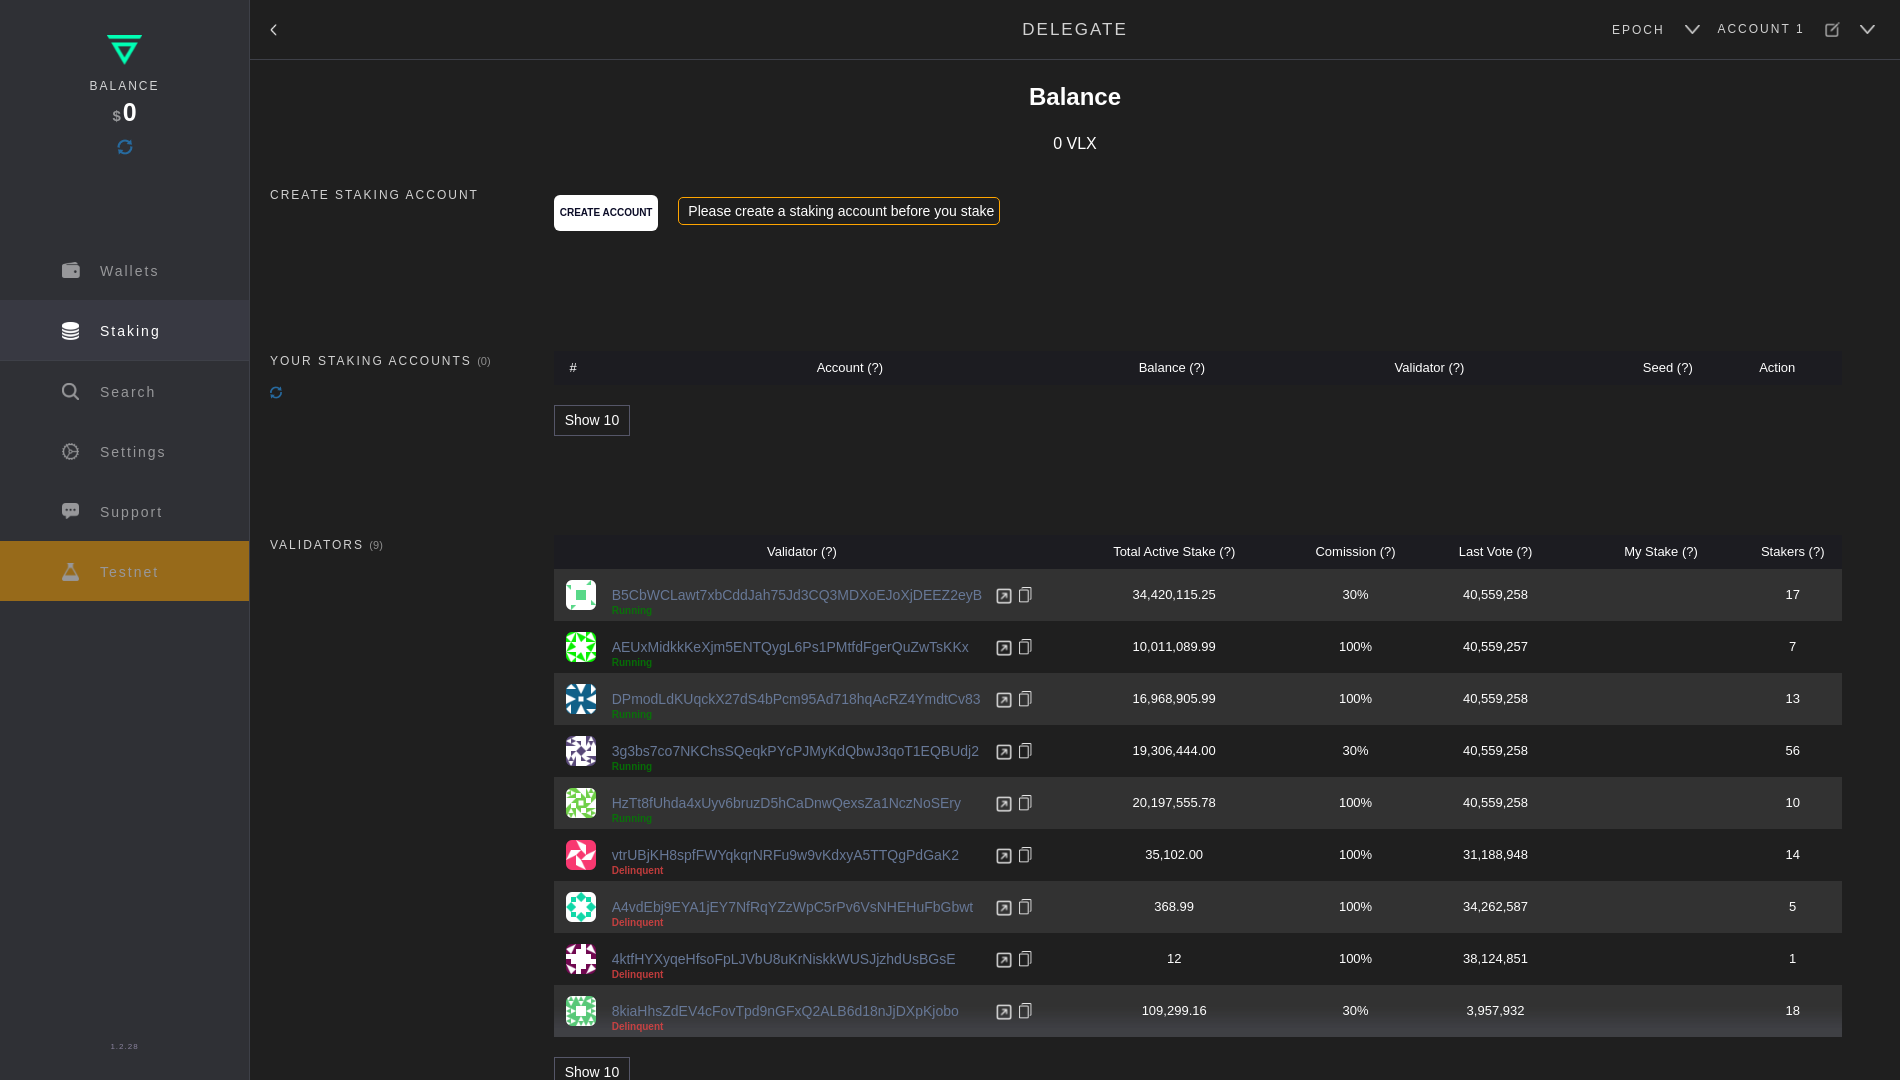 BALANCE
$0
Wallets
Staking
Search
Settings
Support
Testnet
1.2.28
DELEGATE
EPOCH
ACCOUNT 1
Balance
0 VLX
CREATE STAKING ACCOUNT
CREATE ACCOUNT
Please create a staking account before you stake
YOUR STAKING ACCOUNTS (0)
# Account (?) Balance (?) Validator (?) Seed (?) Action
Show 10
VALIDATORS (9)
Validator (?) Total Active Stake (?) Comission (?) Last Vote (?) My Stake (?) Stakers (?)
B5CbWCLawt7xbCddJah75Jd3CQ3MDXoEJoXjDEEZ2eyB 34,420,115.25 30% 40,559,258 17
Running
AEUxMidkkKeXjm5ENTQygL6Ps1PMtfdFgerQuZwTsKKx 10,011,089.99 100% 40,559,257 7
Running
DPmodLdKUqckX27dS4bPcm95Ad718hqAcRZ4YmdtCv83 16,968,905.99 100% 40,559,258 13
Running
3g3bs7co7NKChsSQeqkPYcPJMyKdQbwJ3qoT1EQBUdj2 19,306,444.00 30% 40,559,258 56
Running
HzTt8fUhda4xUyv6bruzD5hCaDnwQexsZa1NczNoSEry 20,197,555.78 100% 40,559,258 10
Running
vtrUBjKH8spfFWYqkqrNRFu9w9vKdxyA5TTQgPdGaK2 35,102.00 100% 31,188,948 14
Delinquent
A4vdEbj9EYA1jEY7NfRqYZzWpC5rPv6VsNHEHuFbGbwt 368.99 100% 34,262,587 5
Delinquent
4ktfHYXyqeHfsoFpLJVbU8uKrNiskkWUSJjzhdUsBGsE 12 100% 38,124,851 1
Delinquent
8kiaHhsZdEV4cFovTpd9nGFxQ2ALB6d18nJjDXpKjobo 109,299.16 30% 3,957,932 18
Delinquent
Show 10